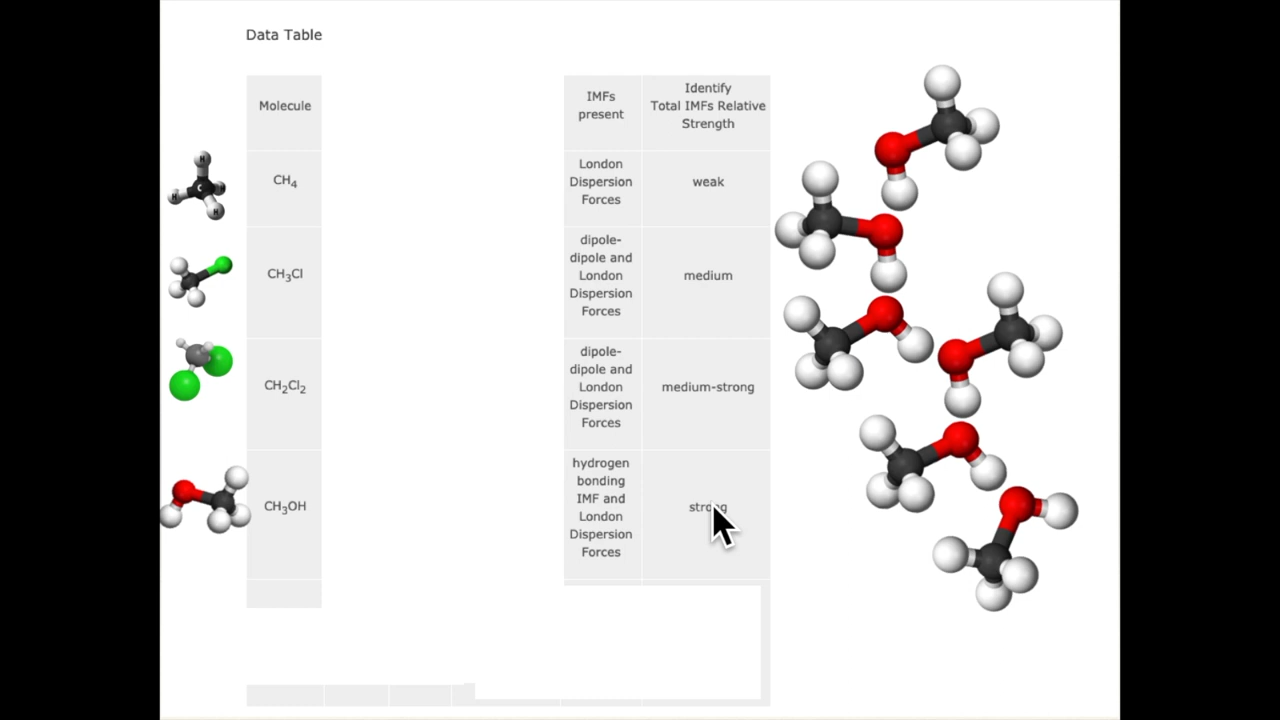 Data Table
Molecule
IMFs
present
Identify
Total IMFs Relative
Strength
H
C
H
H
H
CH₄
London
Dispersion
Forces
weak
CH₃Cl
dipole-
dipole and
London
Dispersion
Forces
medium
CH₂Cl₂
dipole-
dipole and
London
Dispersion
Forces
medium-strong
CH₃OH
hydrogen
bonding
IMF and
London
Dispersion
Forces
strong